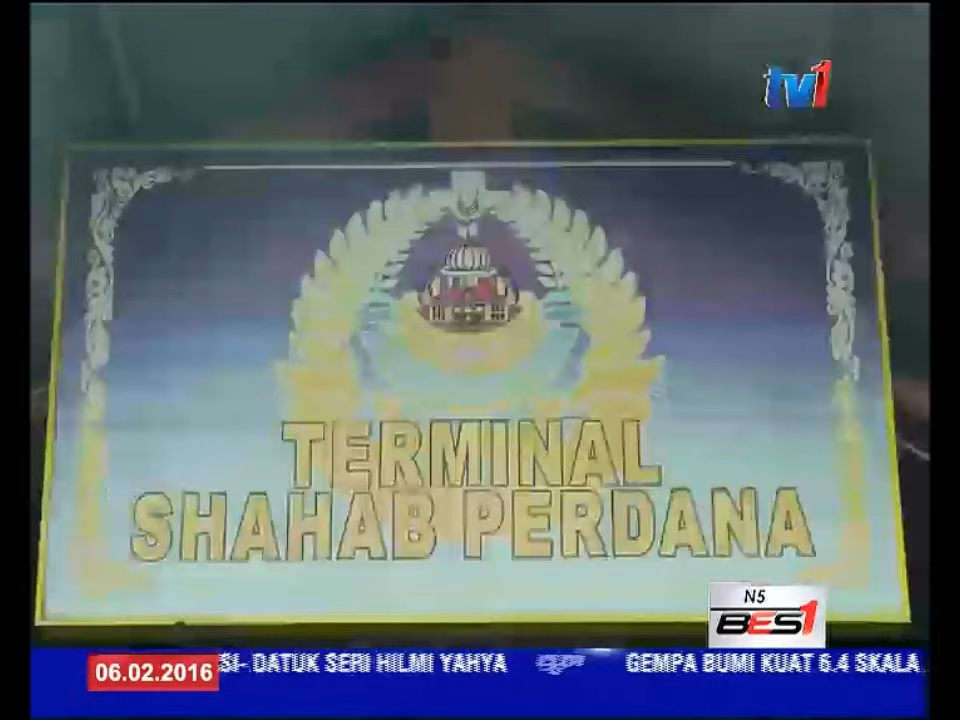 tv1
TERMINAL
SHAHAB PERDANA
N5
BES1
06.02.2016
SI- DATUK SERI HILMI YAHYA
GEMPA BUMI KUAT 6.4 SKALA